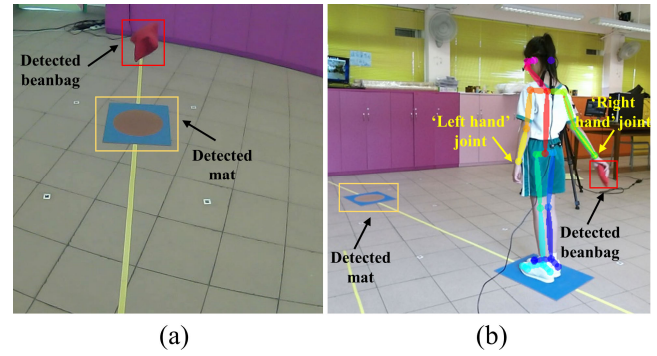 Detected
beanbag
Detected
mat
(a)
'Left hand'
joint
'Right
hand' joint
Detected
mat
Detected
beanbag
(b)